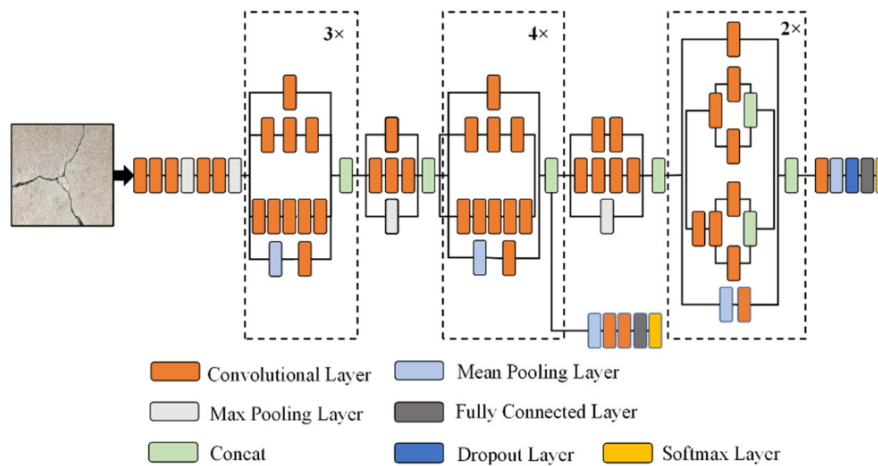 3×
4×
2×
Convolutional Layer
Mean Pooling Layer
Max Pooling Layer
Fully Connected Layer
Concat
Dropout Layer
Softmax Layer